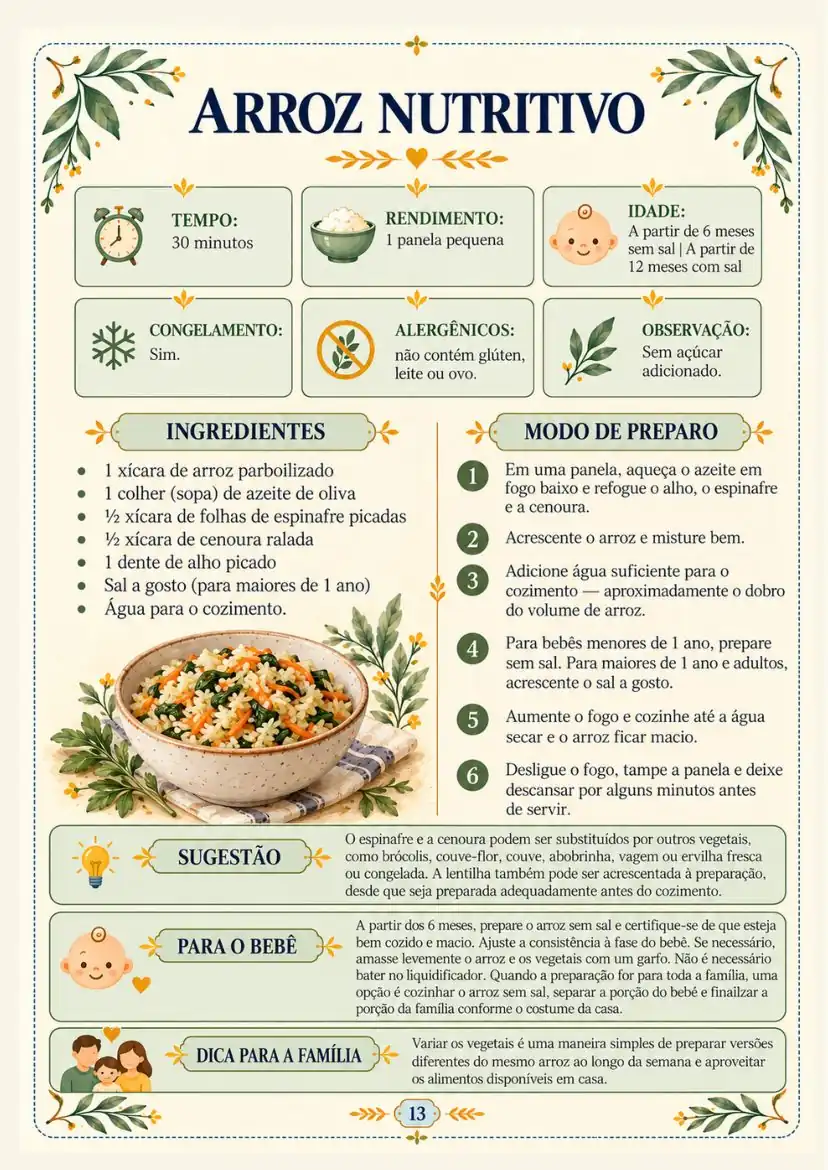 ARROZ NUTRITIVO
TEMPO:
30 minutos
RENDIMENTO:
1 panela pequena
IDADE:
A partir de 6 meses
sem sal | A partir de
12 meses com sal
CONGELAMENTO:
Sim.
ALERGÊNICOS:
não contém glúten,
leite ou ovo.
OBSERVAÇÃO:
Sem açúcar
adicionado.
INGREDIENTES
• 1 xícara de arroz parboilizado
• 1 colher (sopa) de azeite de oliva
• ½ xícara de folhas de espinafre picadas
• ½ xícara de cenoura ralada
• 1 dente de alho picado
• Sal a gosto (para maiores de 1 ano)
• Água para o cozimento.
MODO DE PREPARO
1 Em uma panela, aqueça o azeite em
fogo baixo e refogue o alho, o espinafre
e a cenoura.
2 Acrescente o arroz e misture bem.
3 Adicione água suficiente para o
cozimento — aproximadamente o dobro
do volume de arroz.
4 Para bebês menores de 1 ano, prepare
sem sal. Para maiores de 1 ano e adultos,
acrescente o sal a gosto.
5 Aumente o fogo e cozinhe até a água
secar e o arroz ficar macio.
6 Desligue o fogo, tampe a panela e deixe
descansar por alguns minutos antes
de servir.
SUGESTÃO
O espinafre e a cenoura podem ser substituídos por outros vegetais,
como brócolis, couve-flor, couve, abobrinha, vagem ou ervilha fresca
ou congelada. A lentilha também pode ser acrescentada à preparação,
desde que seja preparada adequadamente antes do cozimento.
PARA O BEBÊ
A partir dos 6 meses, prepare o arroz sem sal e certifique-se de que esteja
bem cozido e macio. Ajuste a consistência à fase do bebê. Se necessário,
amasse levemente o arroz e os vegetais com um garfo. Não é necessário
bater no liquidificador. Quando a preparação for para toda a família, uma
opção é cozinhar o arroz sem sal, separar a porção do bebê e finailzar a
porção da família conforme o costume da casa.
DICA PARA A FAMÍLIA
Variar os vegetais é uma maneira simples de preparar versões
diferentes do mesmo arroz ao longo da semana e aproveitar
os alimentos disponíveis em casa.
13